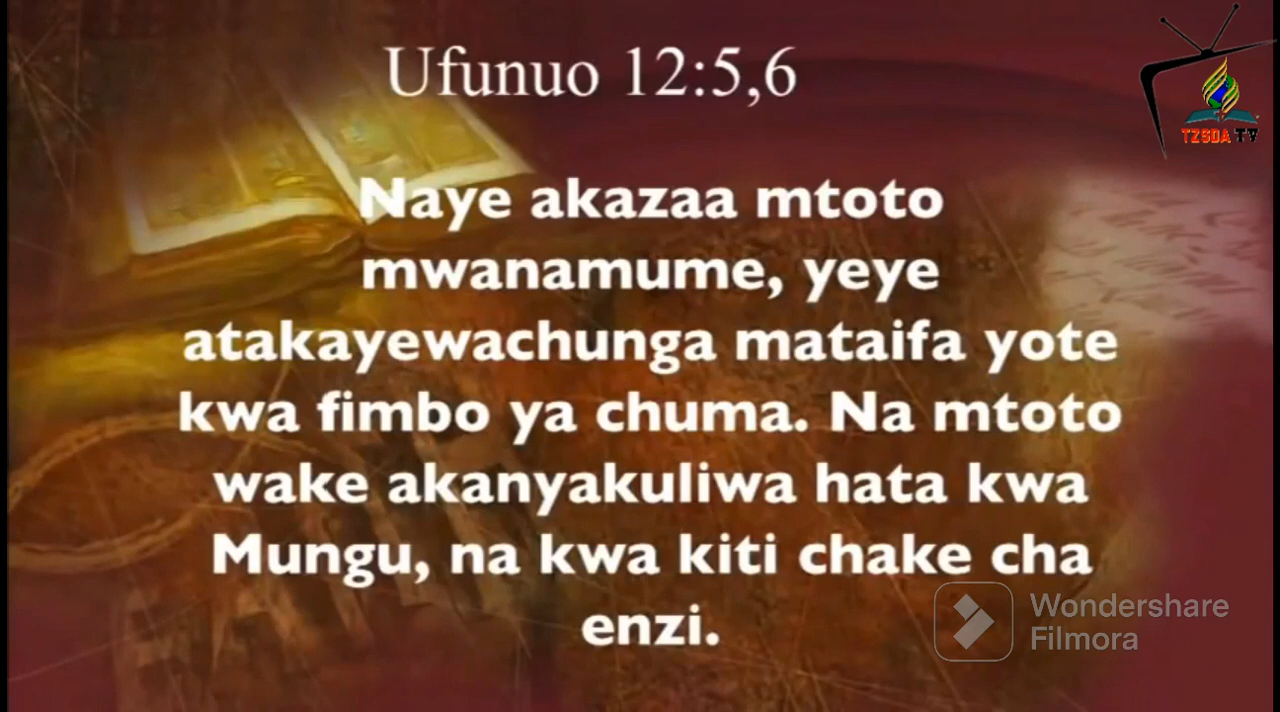 Ufunuo 12:5,6
TZSDA TV
Naye akazaa mtoto
mwanamume, yeye
atakayewachunga mataifa yote
kwa fimbo ya chuma. Na mtoto
wake akanyakuliwa hata kwa
Mungu, na kwa kiti chake cha
enzi.
Wondershare
Filmora